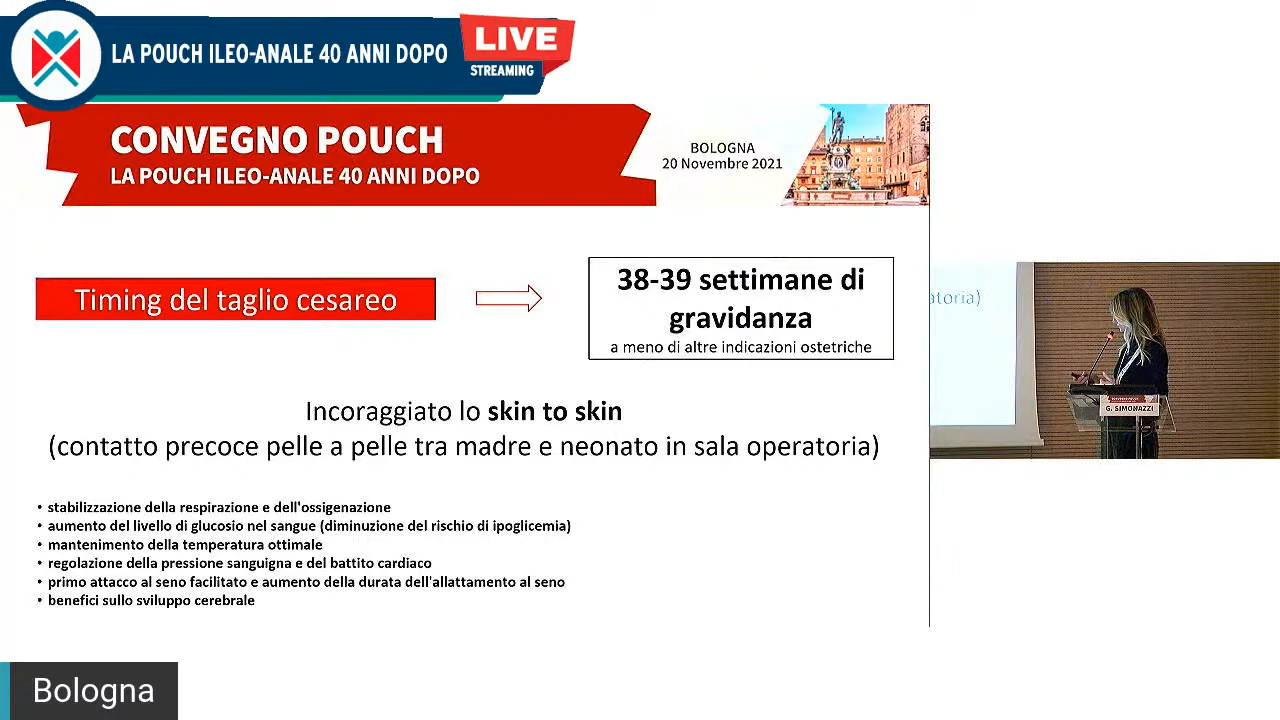 LA POUCH ILEO-ANALE 40 ANNI DOPO
LIVE
STREAMING
CONVEGNO POUCH
LA POUCH ILEO-ANALE 40 ANNI DOPO
BOLOGNA
20 Novembre 2021
Timing del taglio cesareo
38-39 settimane di
gravidanza
a meno di altre indicazioni ostetriche
Incoraggiato lo skin to skin
(contatto precoce pelle a pelle tra madre e neonato in sala operatoria)
• stabilizzazione della respirazione e dell'ossigenazione
• aumento del livello di glucosio nel sangue (diminuzione del rischio di ipoglicemia)
• mantenimento della temperatura ottimale
• regolazione della pressione sanguigna e del battito cardiaco
• primo attacco al seno facilitato e aumento della durata dell'allattamento al seno
• benefici sullo sviluppo cerebrale
atoria)
G. SIMONAZZI
Bologna